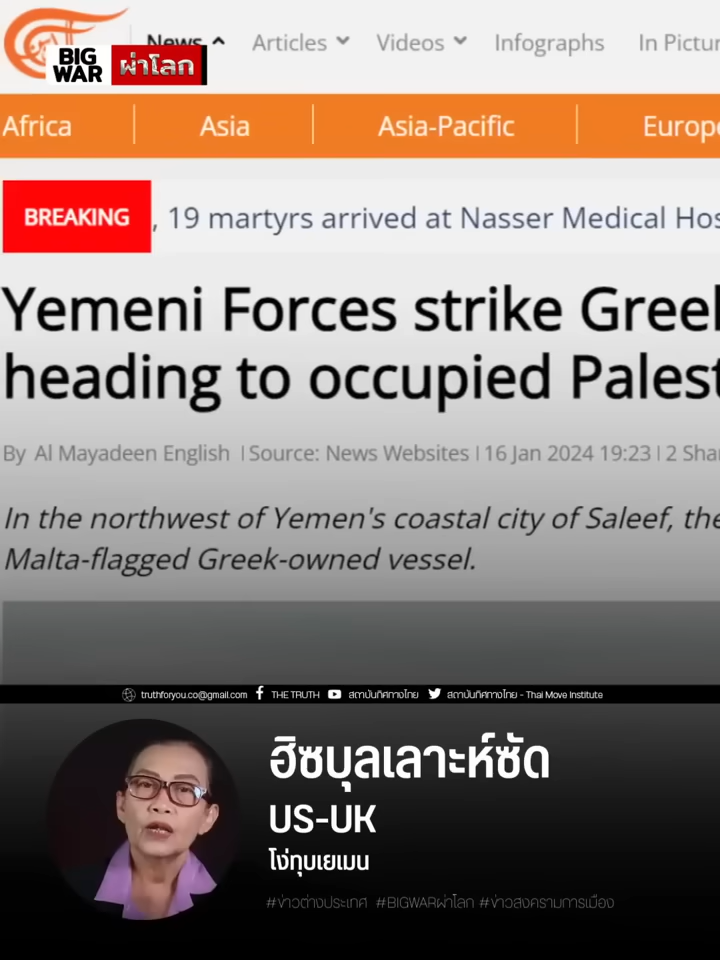 News Articles Videos Infographs In Pictur
BIG
WAR ผ่าโลก
Africa Asia Asia-Pacific Europe
BREAKING , 19 martyrs arrived at Nasser Medical Hos
Yemeni Forces strike Greek
heading to occupied Palest
By Al Mayadeen English | Source: News Websites | 16 Jan 2024 19:23 | 2 Sha
In the northwest of Yemen's coastal city of Saleef, the
Malta-flagged Greek-owned vessel.
truthforyou.co@gmail.com THE TRUTH สถาบันทิศทางไทย สถาบันทิศทางไทย - Thai Move Institute
ฮิซบุลเลาะห์ซัด
US-UK
โง่ทุบเยเมน
#ข่าวต่างประเทศ #BIGWARผ่าโลก #ข่าวสงครามการเมือง